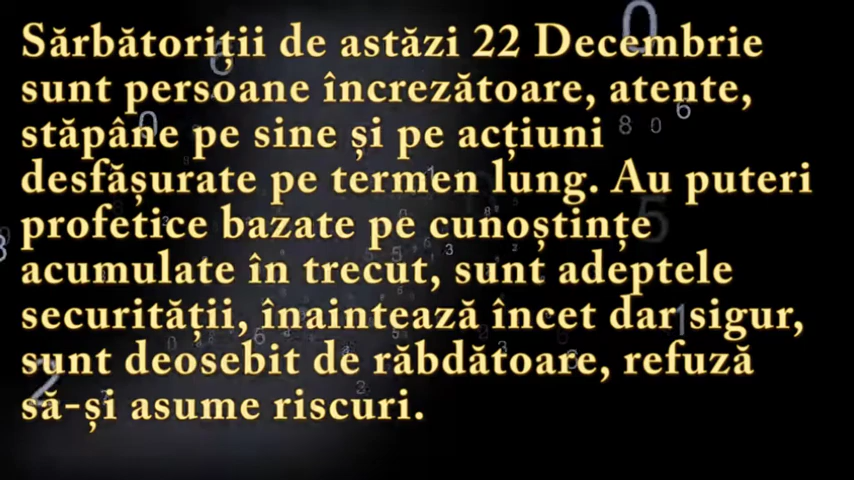 Sărbătoriții de astăzi 22 Decembrie
sunt persoane încrezătoare, atente,
stăpâne pe sine și pe acțiuni
desfășurate pe termen lung. Au puteri
profetice bazate pe cunoștințe
acumulate în trecut, sunt adeptele
securității, înaintează încet dar sigur,
sunt deosebit de răbdătoare, refuză
să-și asume riscuri.